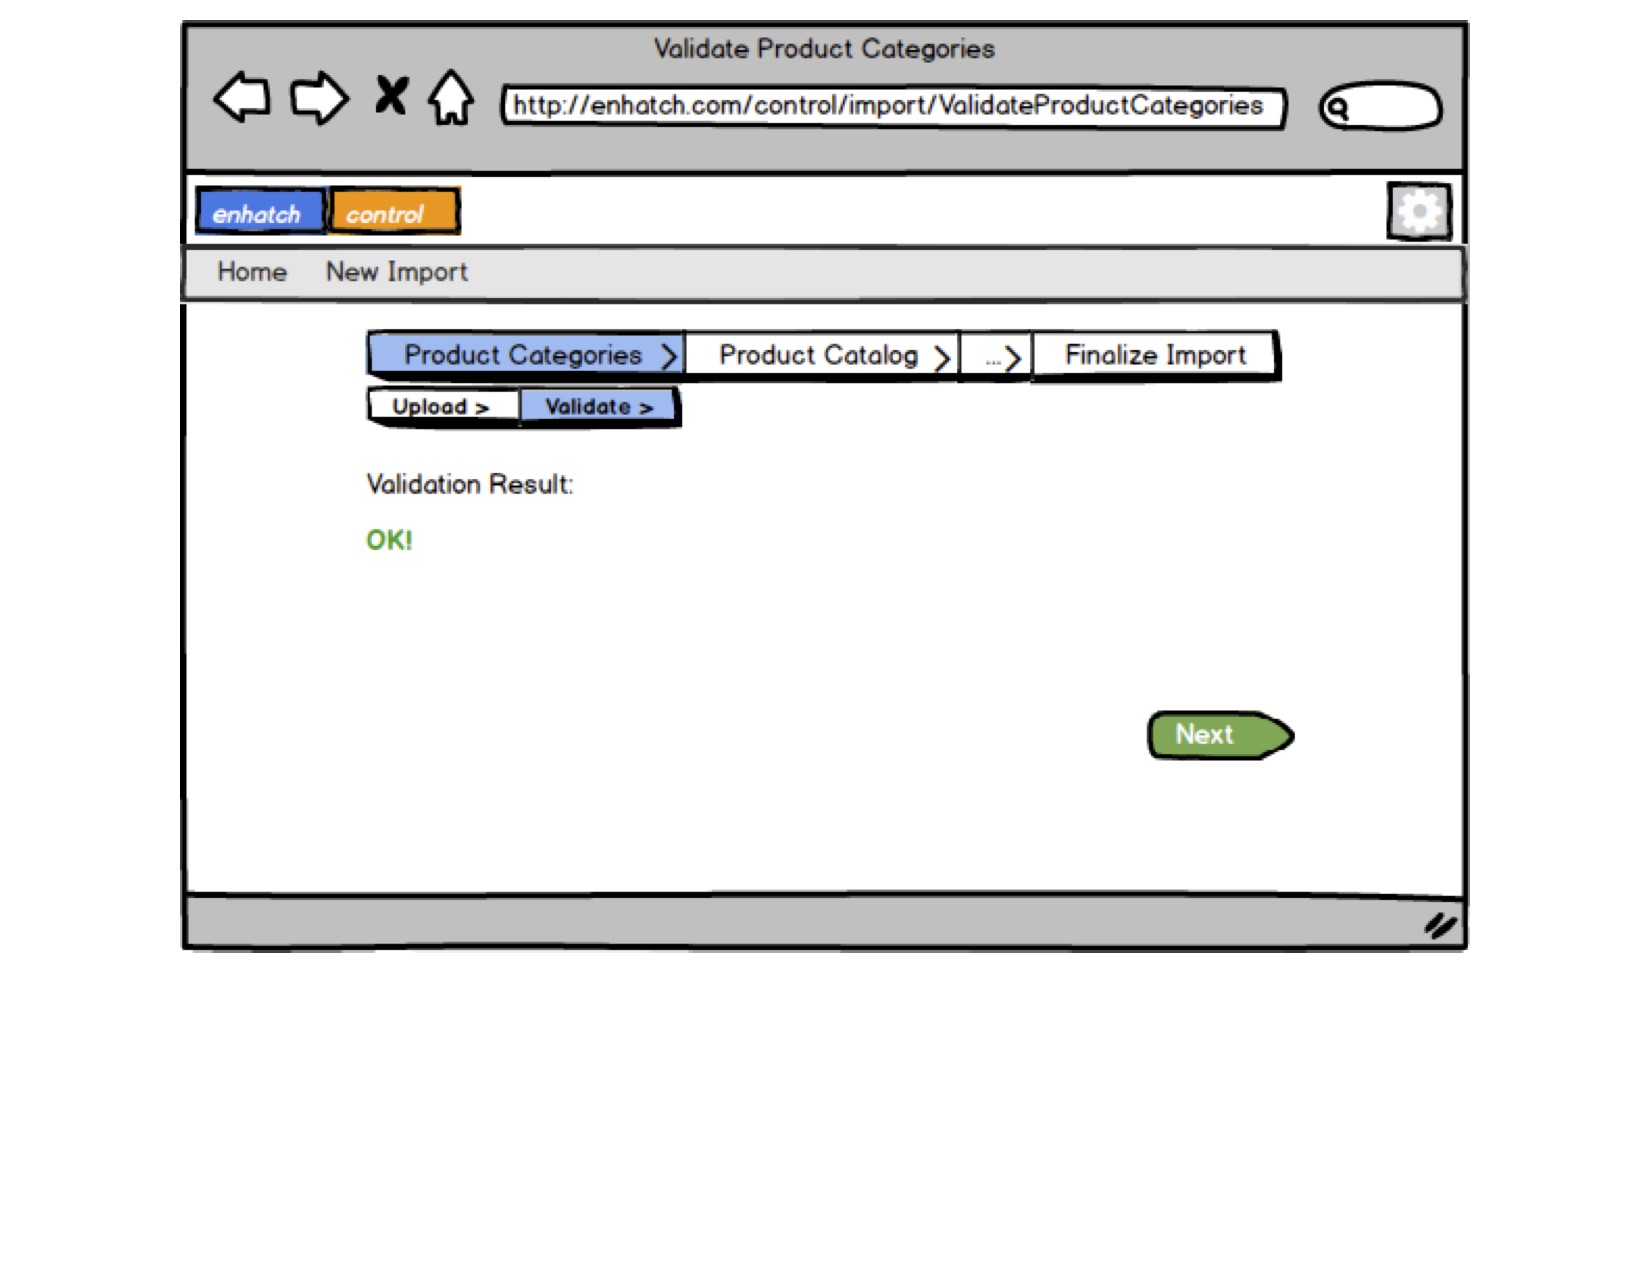 Validate Product Categories
http://enhatch.com/control/import/ValidateProductCategories
enhatch control
Home New Import
Product Categories > Product Catalog > ...> Finalize Import
Upload > Validate >
Validation Result:
OK!
Next